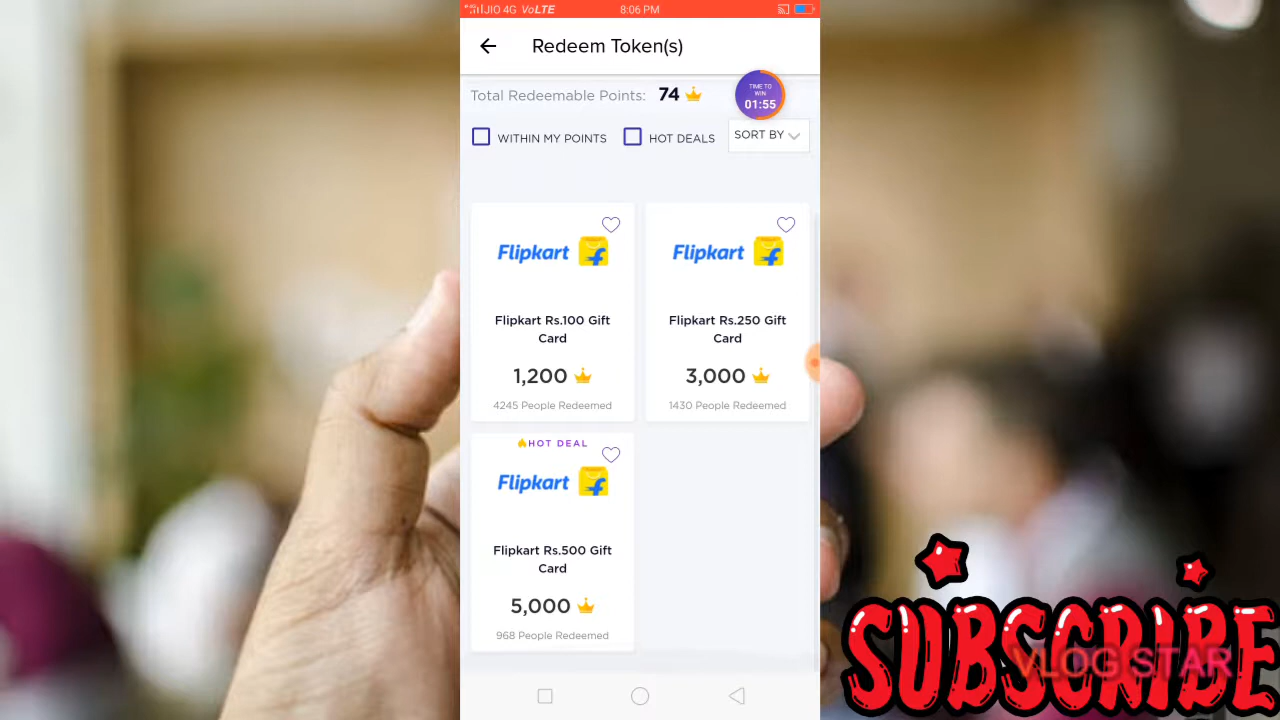 JIO 4G VoLTE
8:06 PM
Redeem Token(s)
Total Redeemable Points: 74
TIME TO
WIN
01:55
WITHIN MY POINTS
HOT DEALS
SORT BY
Flipkart
Flipkart Rs.100 Gift
Card
1,200
4245 People Redeemed
Flipkart
Flipkart Rs.250 Gift
Card
3,000
1430 People Redeemed
HOT DEAL
Flipkart
Flipkart Rs.500 Gift
Card
5,000
968 People Redeemed
SUBSCRIBE
VLOG STAR